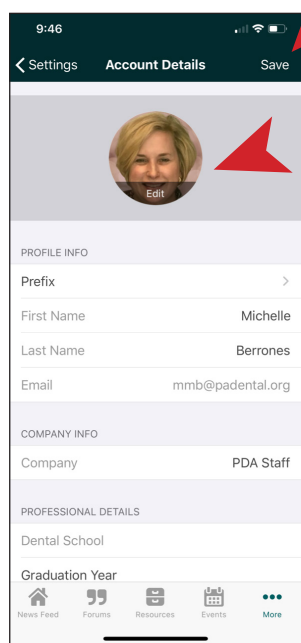 9:46
Settings Account Details Save
Edit
PROFILE INFO
Prefix
First Name Michelle
Last Name Berrones
Email mmb@padental.org
COMPANY INFO
Company PDA Staff
PROFESSIONAL DETAILS
Dental School
Graduation Year
News Feed Forums Resources Events More